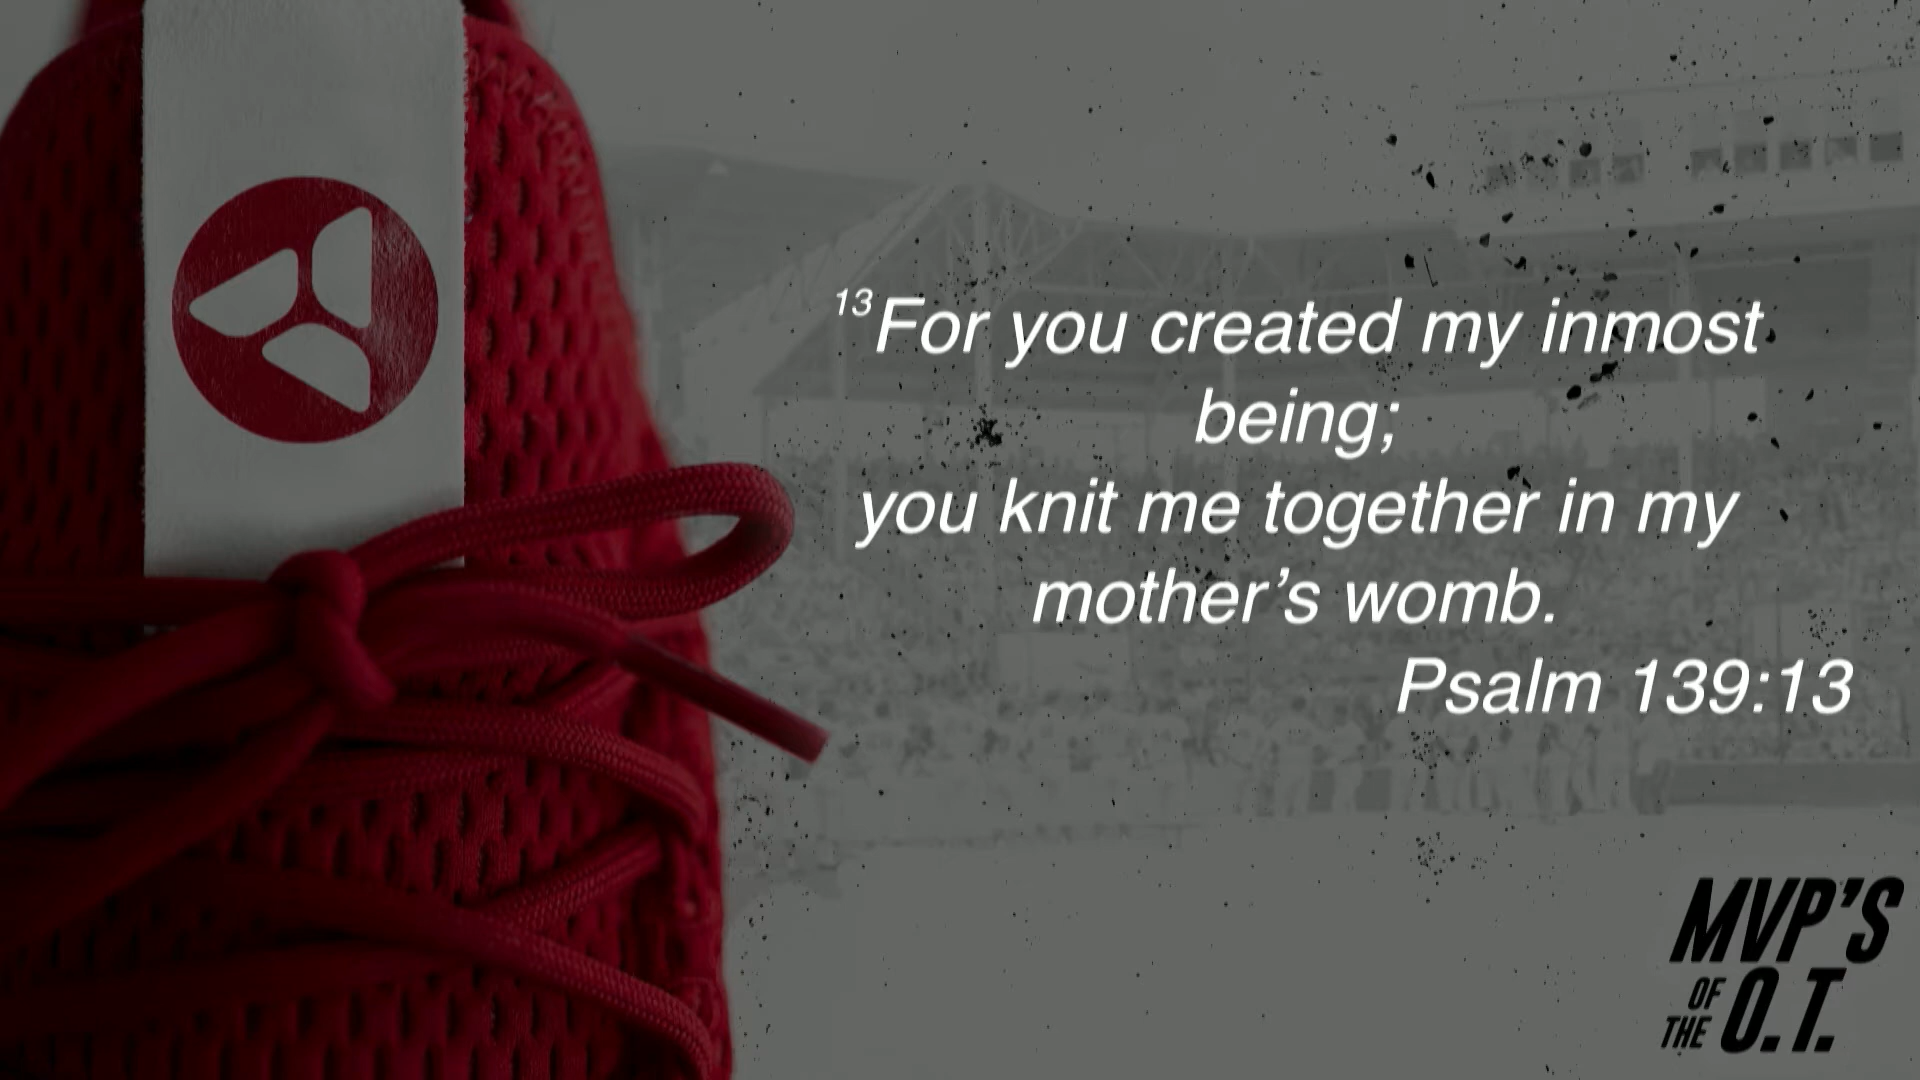 13For you created my inmost
being;
you knit me together in my
mother’s womb.
Psalm 139:13
MVP’S
OF
THE O.T.